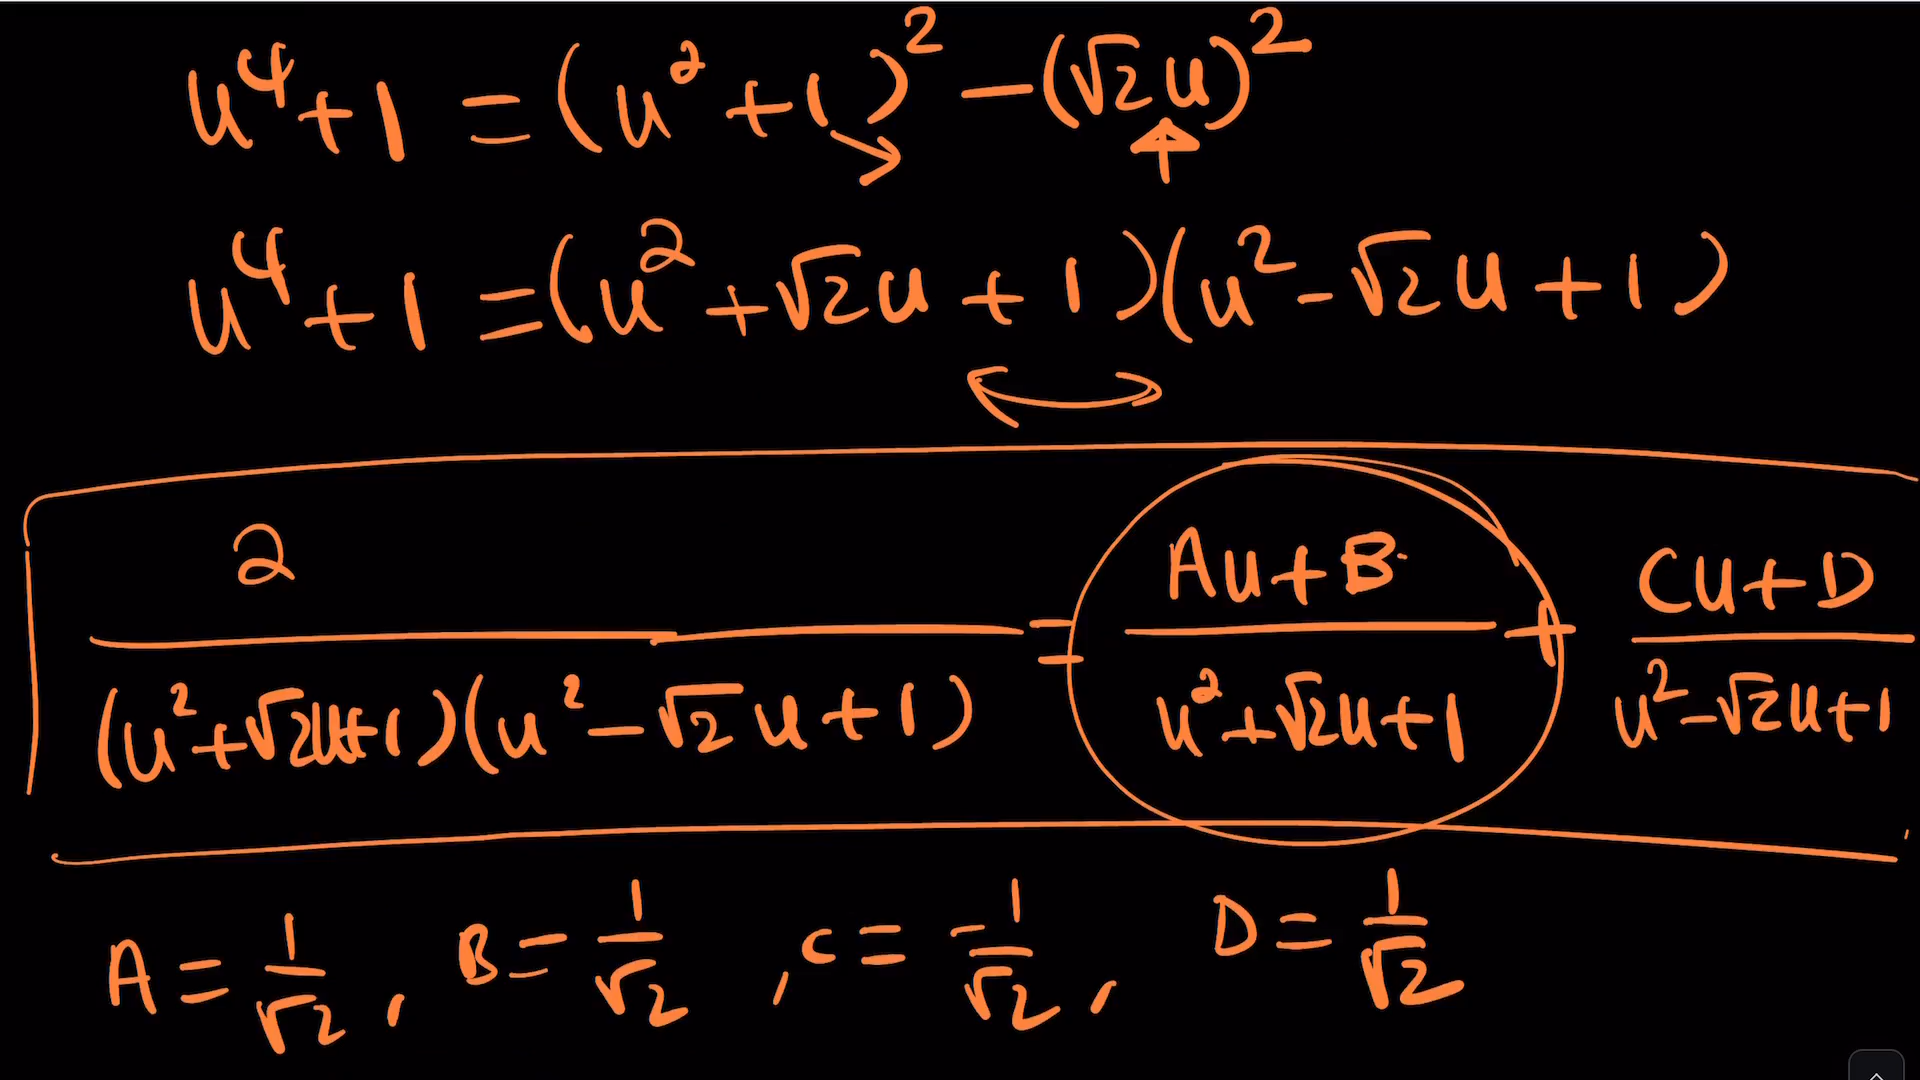 u⁴+1 = (u²+1)² − (√2u)²
u⁴+1 = (u²+√2u+1)(u²−√2u+1)
2/((u²+√2u+1)(u²−√2u+1)) = (Au+B)/(u²+√2u+1) + (Cu+D)/(u²−√2u+1)
A = 1/√2, B = 1/√2, C = −1/√2, D = 1/√2